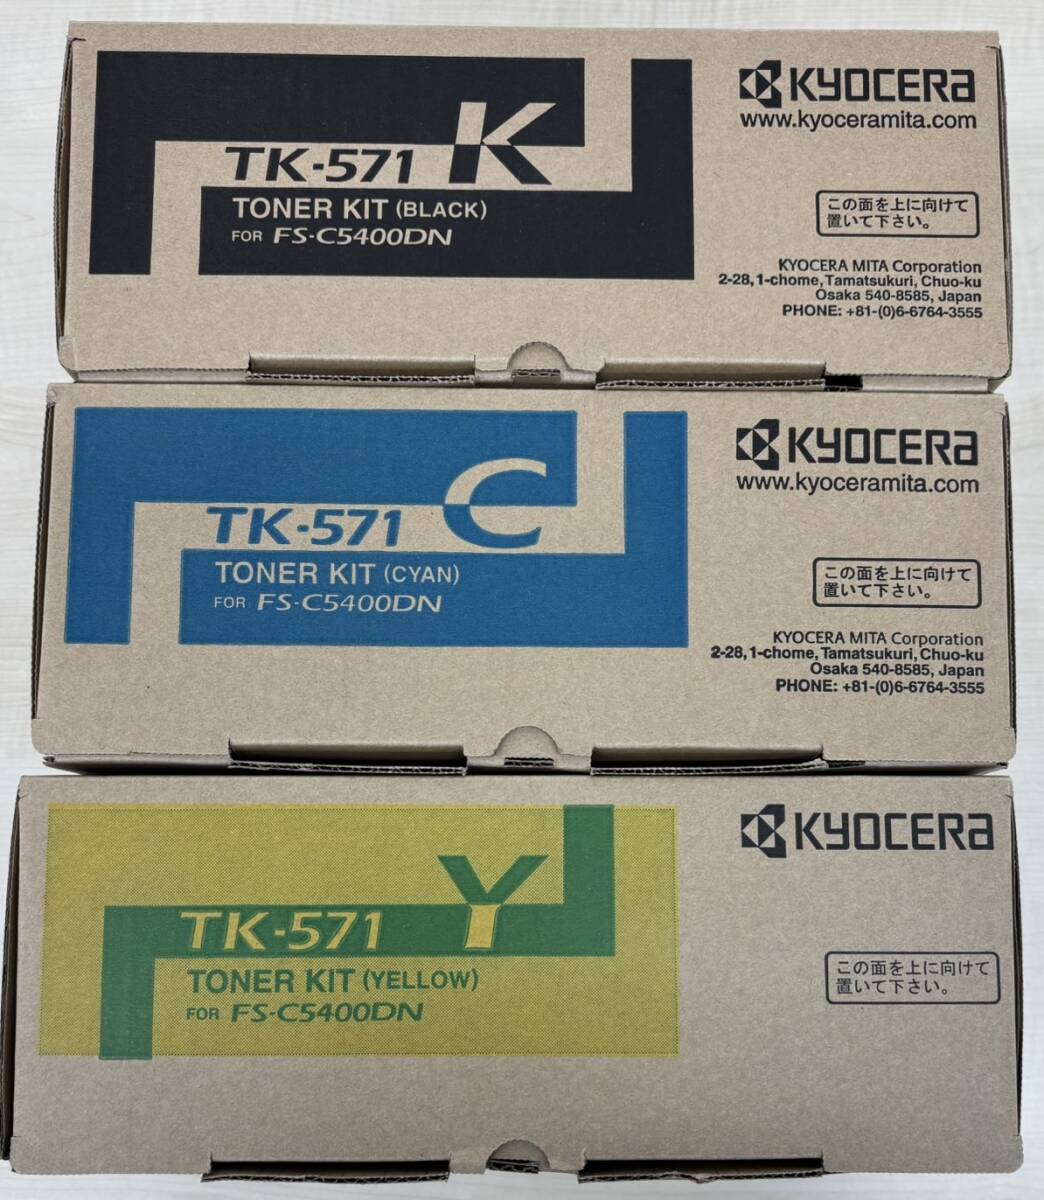 TK-571 K
TONER KIT (BLACK)
FOR FS-C5400DN
KYOCERA
www.kyoceramita.com
この面を上に向けて
置いて下さい。
KYOCERA MITA Corporation
2-28, 1-chome, Tamatsukuri, Chuo-ku
Osaka 540-8585, Japan
PHONE: +81-(0)6-6764-3555
TK-571 C
TONER KIT (CYAN)
FOR FS-C5400DN
KYOCERA
www.kyoceramita.com
この面を上に向けて
置いて下さい。
KYOCERA MITA Corporation
2-28, 1-chome, Tamatsukuri, Chuo-ku
Osaka 540-8585, Japan
PHONE: +81-(0)6-6764-3555
TK-571 Y
TONER KIT (YELLOW)
FOR FS-C5400DN
KYOCERA
この面を上に向けて
置いて下さい。